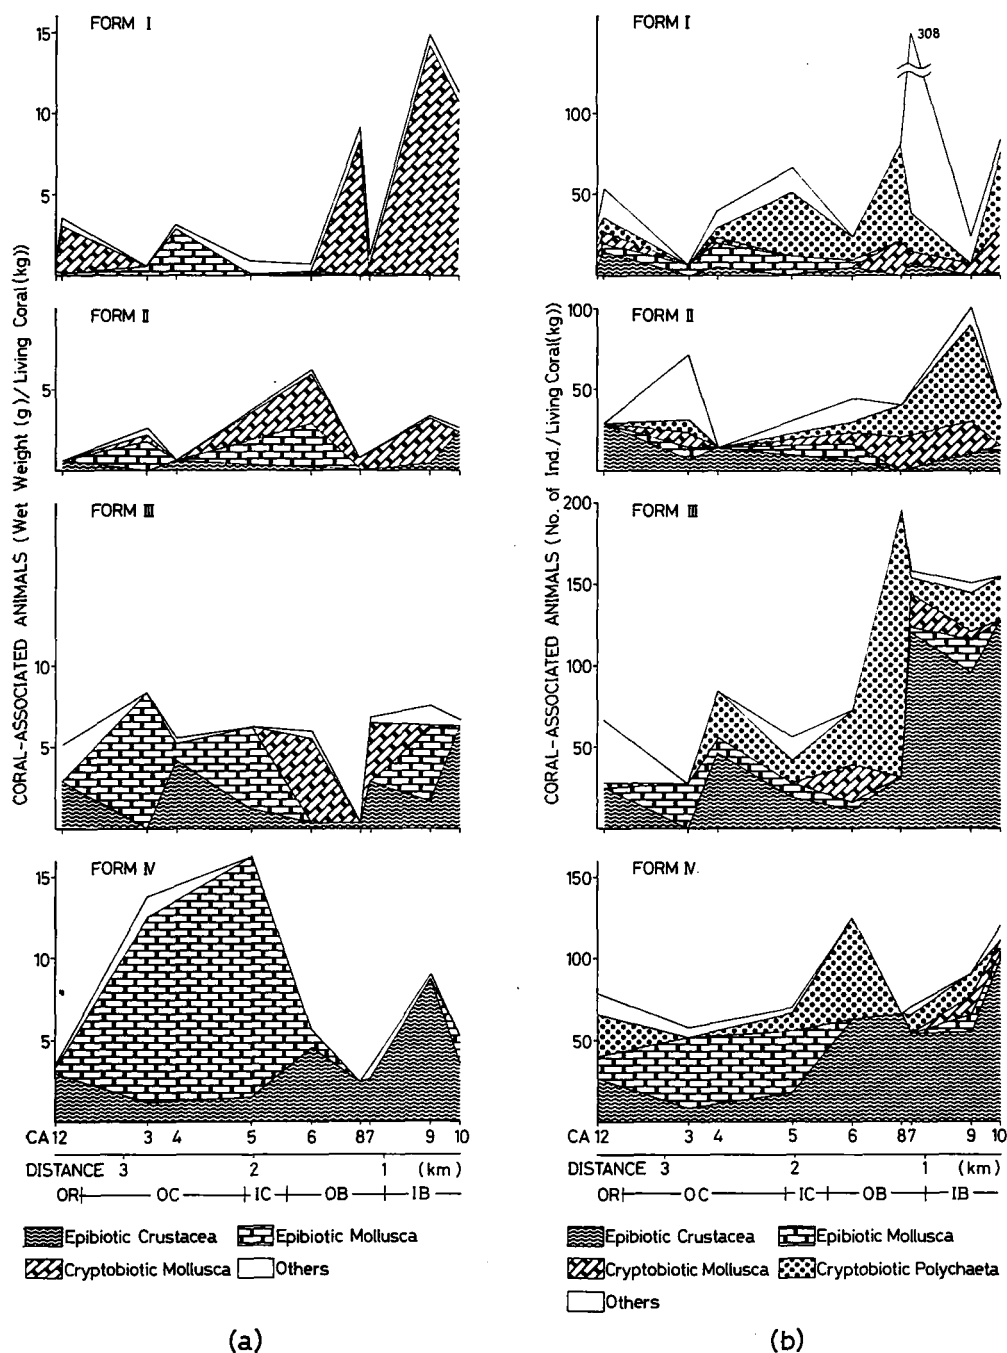 CORAL-ASSOCIATED ANIMALS (Wet Weight (g) / Living Coral (kg))
FORM I
15
10
5
FORM II
5
FORM III
10
5
FORM IV
15
10
5
CA 12 3 4 5 6 87 9 10
DISTANCE 3 2 1 (km)
OR OC IC OB IB
Epibiotic Crustacea
Epibiotic Mollusca
Cryptobiotic Mollusca
Others
(a)
CORAL-ASSOCIATED ANIMALS (No. of Ind. / Living Coral (kg))
FORM I
308
100
50
FORM II
100
50
FORM III
200
150
100
50
FORM IV
150
100
50
CA 12 3 4 5 6 87 9 10
DISTANCE 3 2 1 (km)
OR OC IC OB IB
Epibiotic Crustacea
Epibiotic Mollusca
Cryptobiotic Mollusca
Cryptobiotic Polychaeta
Others
(b)